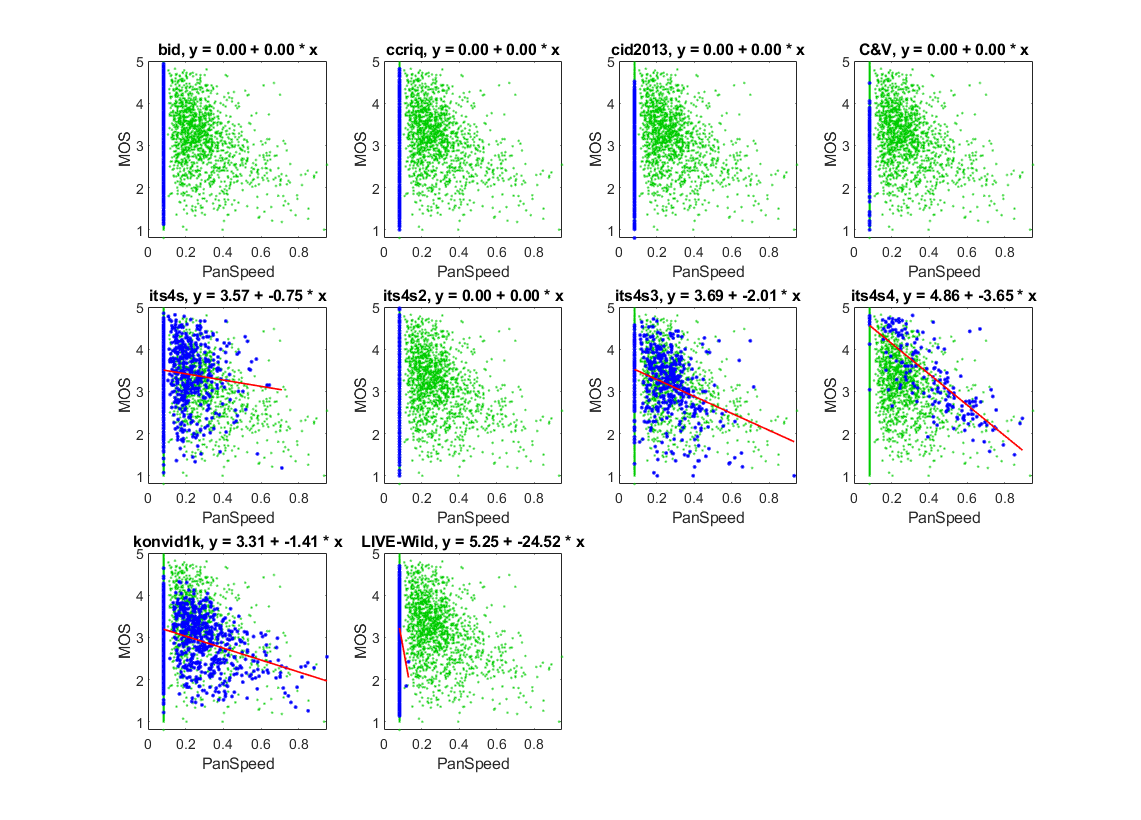 bid, y = 0.00 + 0.00 * x
ccriq, y = 0.00 + 0.00 * x
cid2013, y = 0.00 + 0.00 * x
C&V, y = 0.00 + 0.00 * x
5 4 3 2 1
MOS
0 0.2 0.4 0.6 0.8
PanSpeed
5 4 3 2 1
MOS
0 0.2 0.4 0.6 0.8
PanSpeed
5 4 3 2 1
MOS
0 0.2 0.4 0.6 0.8
PanSpeed
5 4 3 2 1
MOS
0 0.2 0.4 0.6 0.8
PanSpeed
its4s, y = 3.57 + -0.75 * x
its4s2, y = 0.00 + 0.00 * x
its4s3, y = 3.69 + -2.01 * x
its4s4, y = 4.86 + -3.65 * x
5 4 3 2 1
MOS
0 0.2 0.4 0.6 0.8
PanSpeed
5 4 3 2 1
MOS
0 0.2 0.4 0.6 0.8
PanSpeed
5 4 3 2 1
MOS
0 0.2 0.4 0.6 0.8
PanSpeed
5 4 3 2 1
MOS
0 0.2 0.4 0.6 0.8
PanSpeed
konvid1k, y = 3.31 + -1.41 * x
LIVE-Wild, y = 5.25 + -24.52 * x
5 4 3 2 1
MOS
0 0.2 0.4 0.6 0.8
PanSpeed
5 4 3 2 1
MOS
0 0.2 0.4 0.6 0.8
PanSpeed